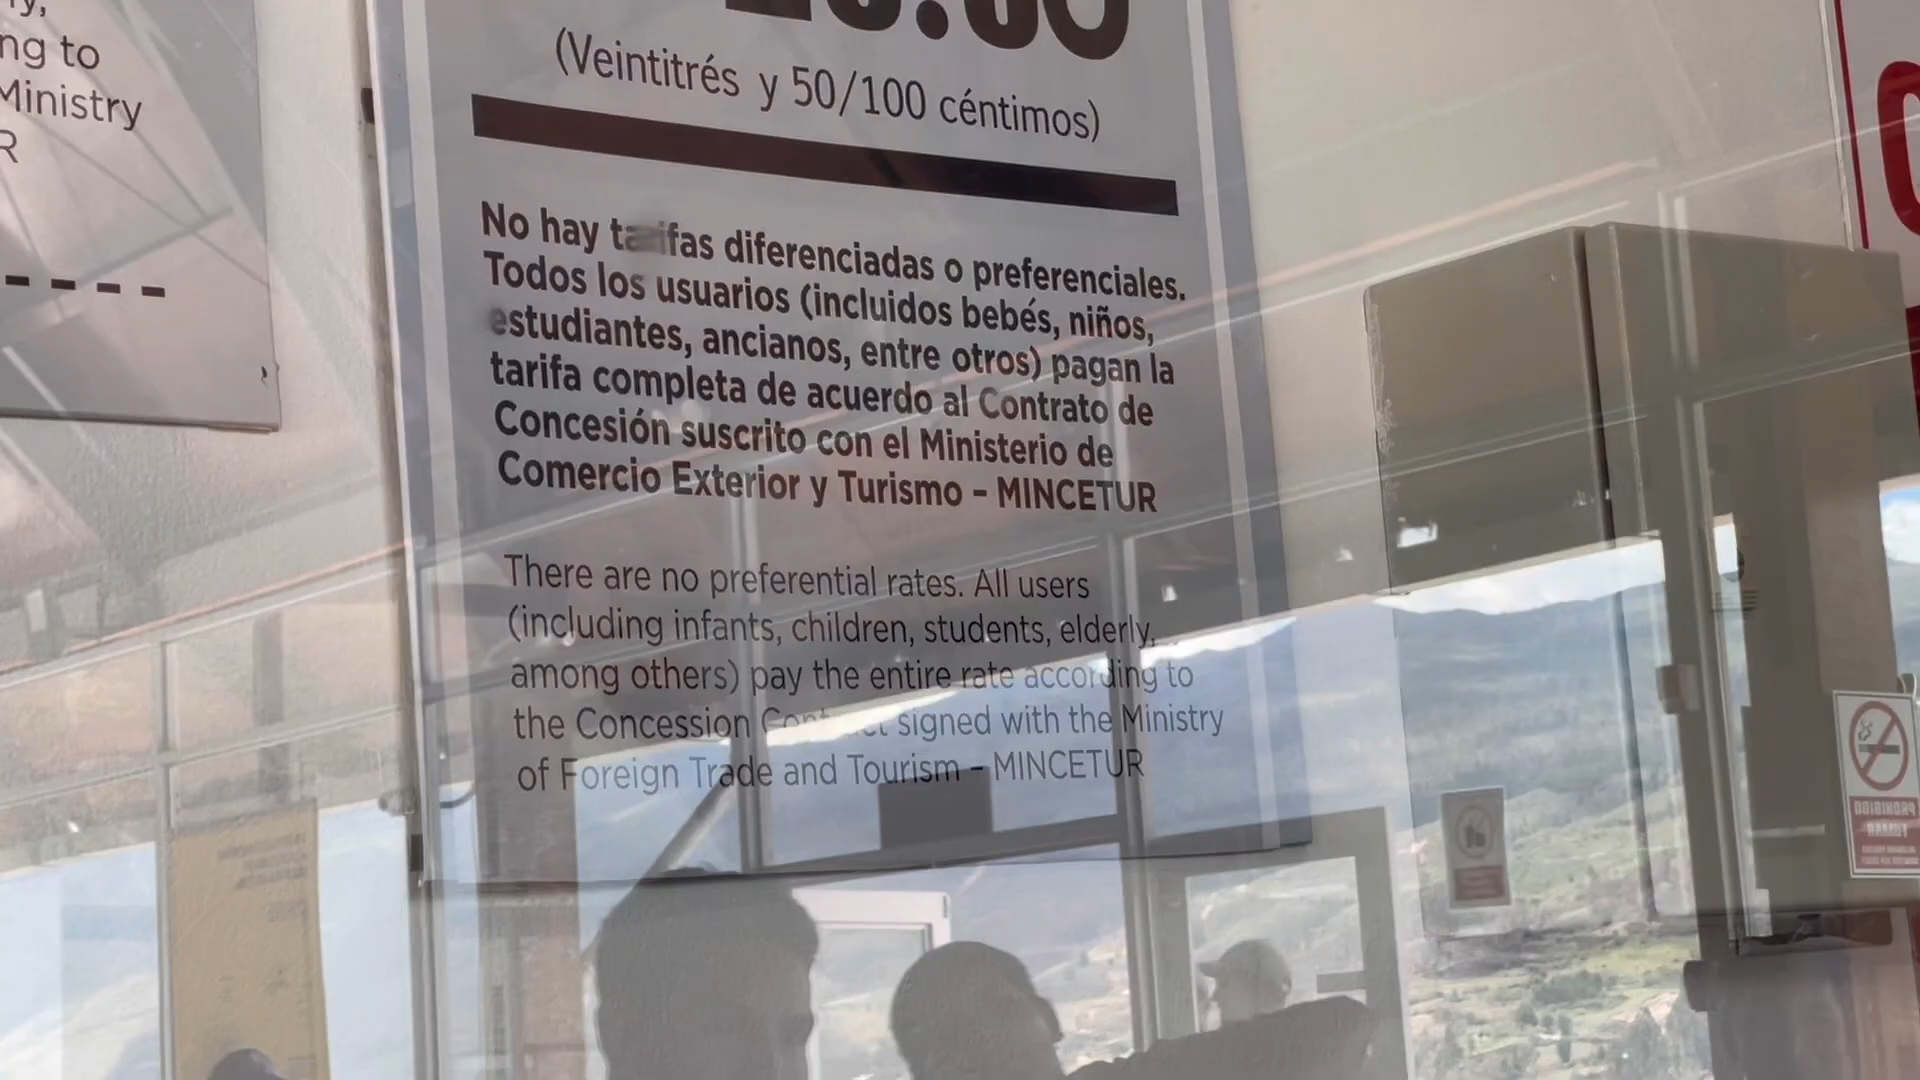 ng to
Ministry
R
(Veintitrés y 50/100 céntimos)
No hay tarifas diferenciadas o preferenciales.
Todos los usuarios (incluidos bebés, niños,
estudiantes, ancianos, entre otros) pagan la
tarifa completa de acuerdo al Contrato de
Concesión suscrito con el Ministerio de
Comercio Exterior y Turismo - MINCETUR
There are no preferential rates. All users
(including infants, children, students, elderly,
among others) pay the entire rate according to
the Concession Contract signed with the Ministry
of Foreign Trade and Tourism - MINCETUR
PROHIBIDO
FUMAR